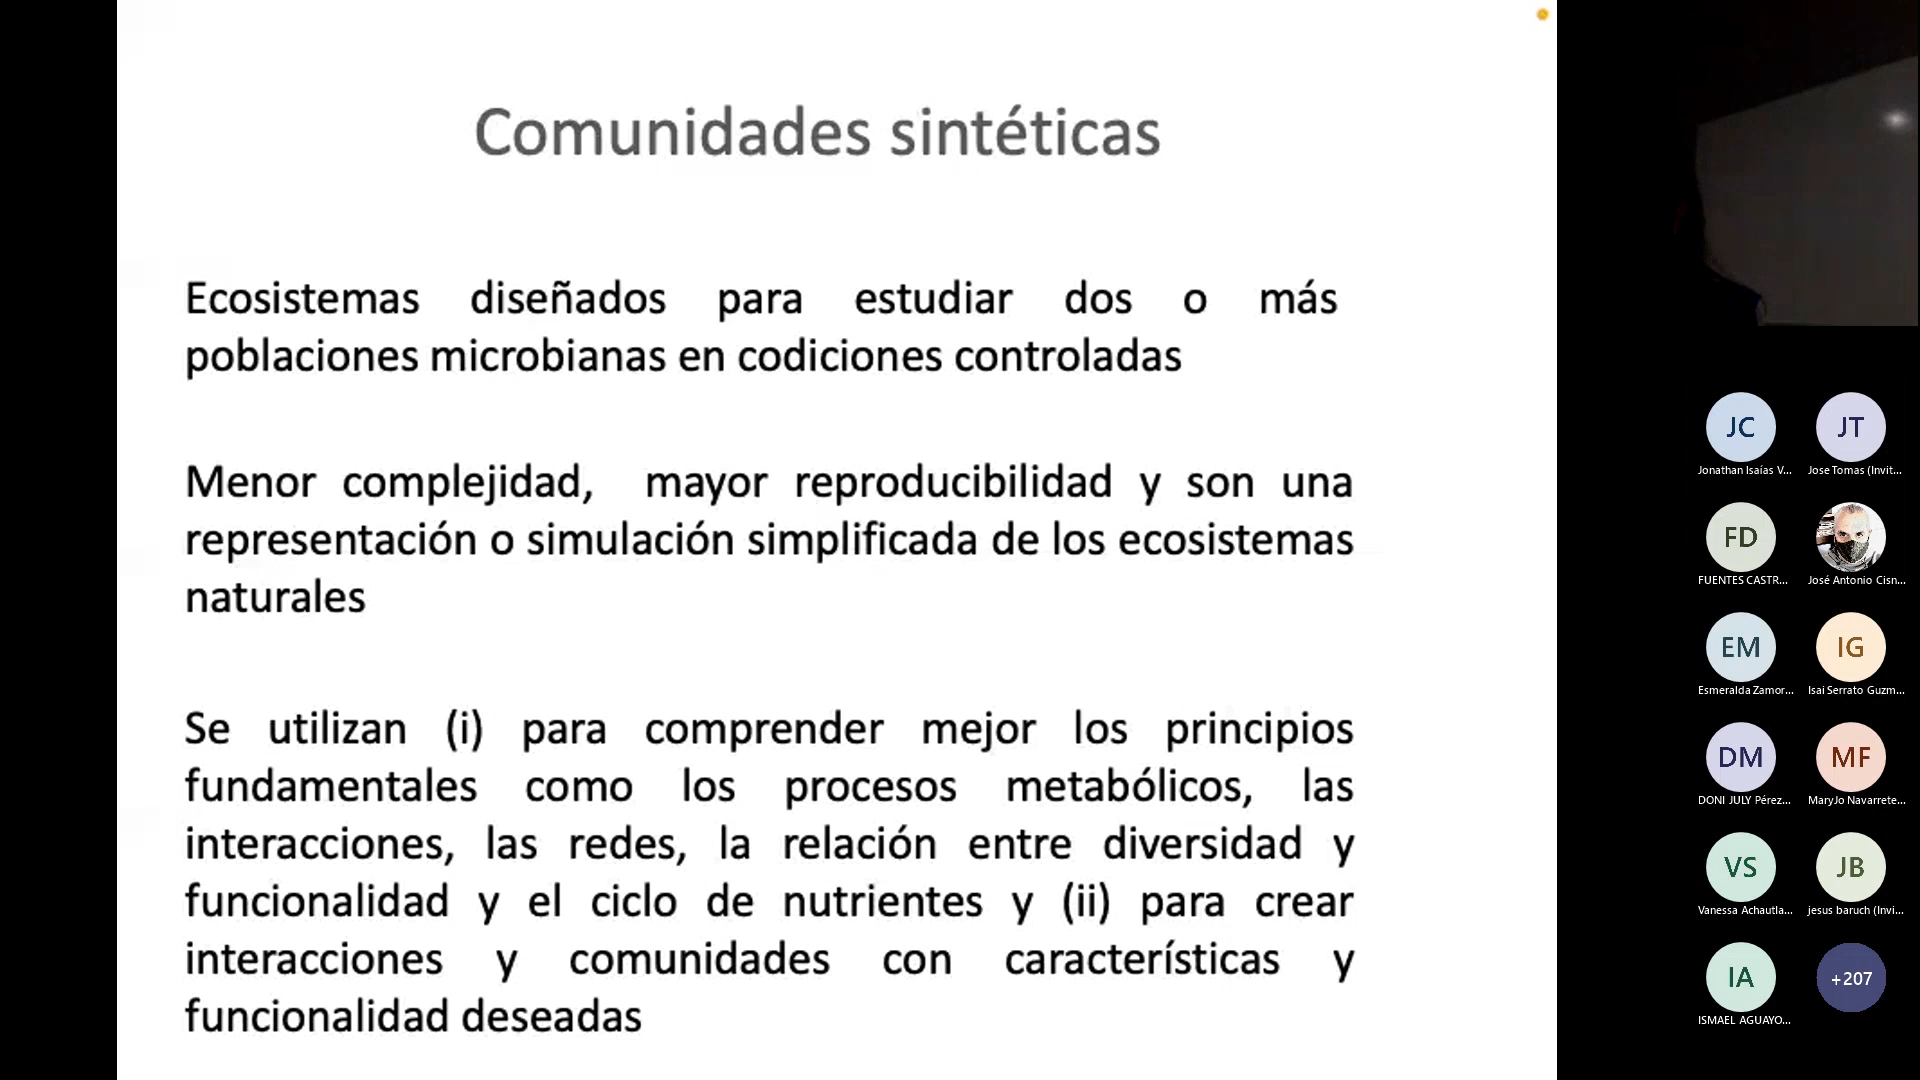 Comunidades sintéticas
Ecosistemas diseñados para estudiar dos o más
poblaciones microbianas en codiciones controladas
Menor complejidad, mayor reproducibilidad y son una
representación o simulación simplificada de los ecosistemas
naturales
Se utilizan (i) para comprender mejor los principios
fundamentales como los procesos metabólicos, las
interacciones, las redes, la relación entre diversidad y
funcionalidad y el ciclo de nutrientes y (ii) para crear
interacciones y comunidades con características y
funcionalidad deseadas
JC
JT
Jonathan Isaías V...
Jose Tomas (Invit...
FD
FUENTES CASTR...
José Antonio Cisn...
EM
IG
Esmeralda Zamor...
Isai Serrato Guzm...
DM
MF
DONI JULY Pérez...
MaryJo Navarrete...
VS
JB
Vanessa Achautla...
jesus baruch (Invi...
IA
+207
ISMAEL AGUAYO...